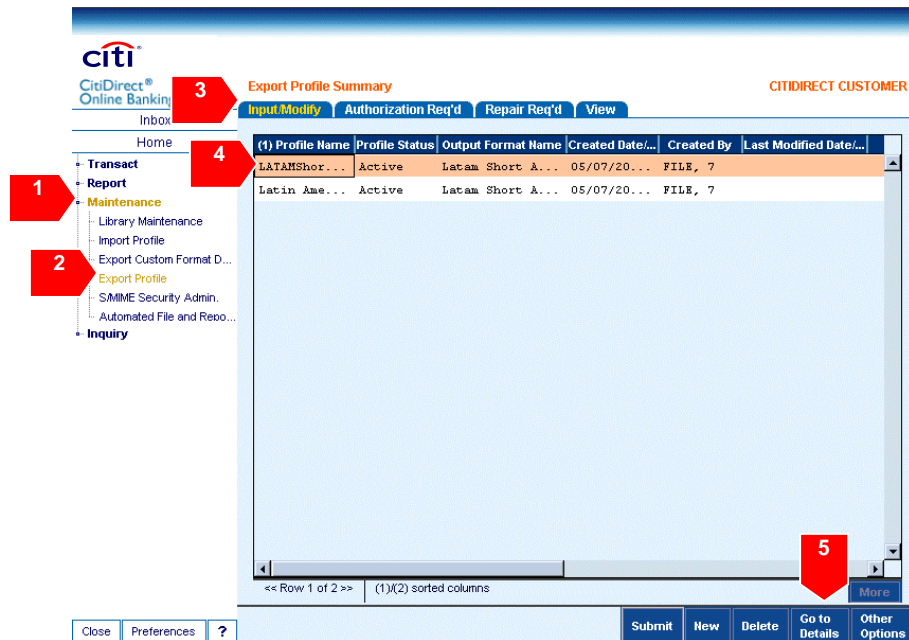 citi
CitiDirect®
Online Bankin
Inbox
Home
Transact
Report
Maintenance
Library Maintenance
Import Profile
Export Custom Format D...
Export Profile
S/MIME Security Admin.
Automated File and Repo...
Inquiry
1
2
3
4
5
Export Profile Summary
CITIDIRECT CUSTOMER
Input/Modify Authorization Req'd Repair Req'd View
(1) Profile Name Profile Status Output Format Name Created Date/... Created By Last Modified Date/...
LATAMShor... Active Latam Short A... 05/07/20... FILE, 7
Latin Ame... Active Latam Short A... 05/07/20... FILE, 7
<< Row 1 of 2 >> (1)/(2) sorted columns
More
Close Preferences ?
Submit New Delete Go to Details Other Options